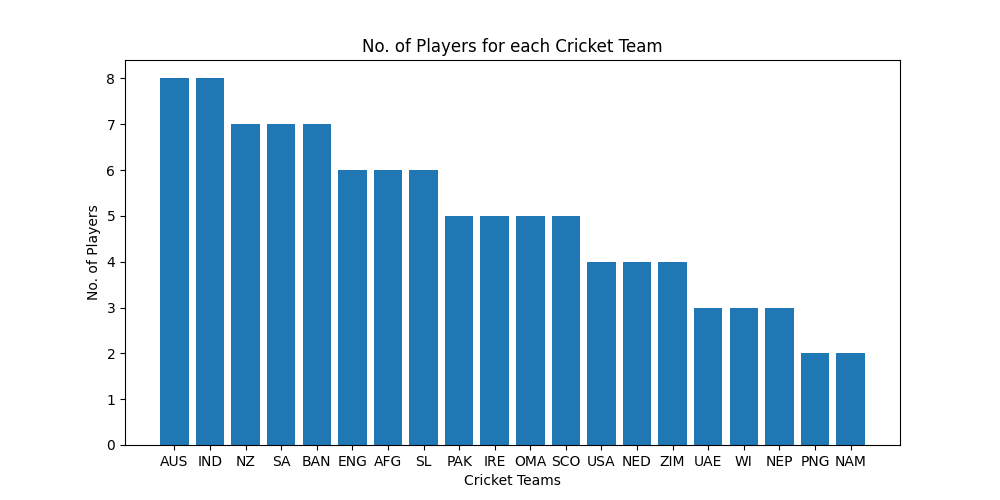 No. of Players for each Cricket Team
No. of Players
8
7
6
5
4
3
2
1
0
AUS IND NZ SA BAN ENG AFG SL PAK IRE OMA SCO USA NED ZIM UAE WI NEP PNG NAM
Cricket Teams